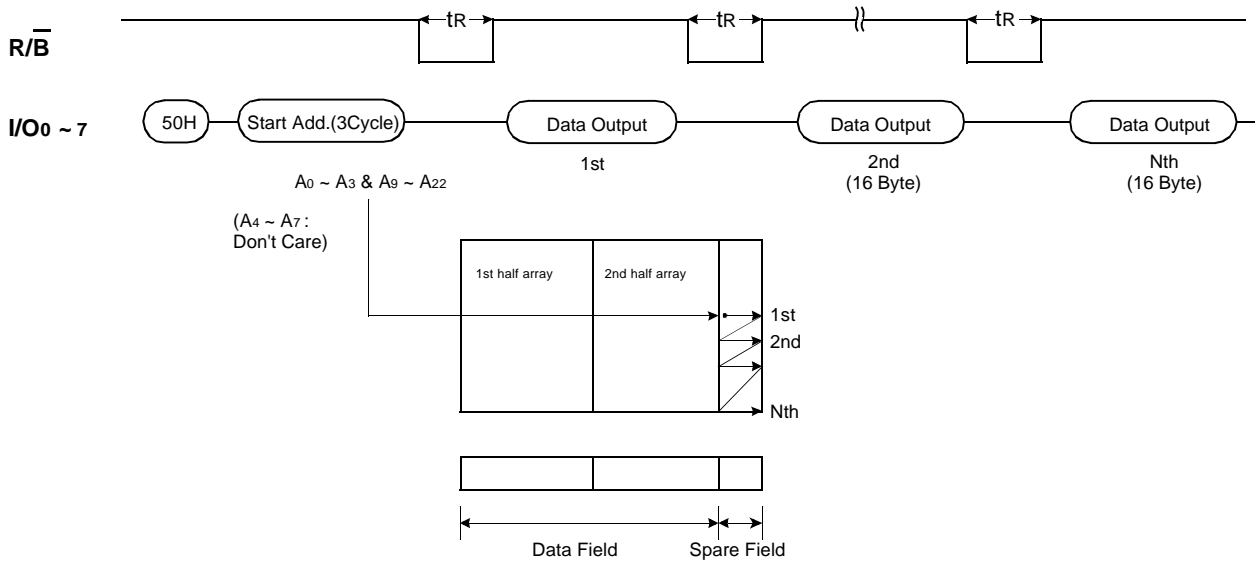 tR tR tR
R/B
I/O0 ~ 7 50H Start Add.(3Cycle) Data Output Data Output Data Output
1st 2nd Nth
(16 Byte) (16 Byte)
A0 ~ A3 & A9 ~ A22
(A4 ~ A7 :
Don't Care)
1st half array 2nd half array
1st
2nd
Nth
Data Field Spare Field